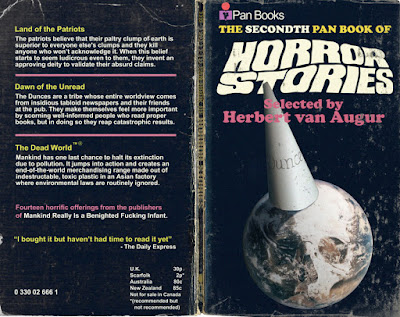 Land of the Patriots
The patriots believe that their paltry clump of earth is
superior to everyone else's clumps and they kill
anyone who won't acknowledge it. When this belief
starts to seem ludicrous even to them, they invent an
approving deity to validate their absurd claims.
Dawn of the Unread
The Dunces are a tribe whose entire worldview comes
from insidious tabloid newspapers and their friends
at the pub. They make themselves feel more important
by scorning well-informed people who read proper
books, but in doing so they reap catastrophic results.
The Dead World™®
Mankind has one last chance to halt its extinction
due to pollution. It jumps into action and creates an
end-of-the-world merchandising range made out of
indestructable, toxic plastic in an Asian factory
where environmental laws are routinely ignored.
Fourteen horrific offerings from the publishers
of Mankind Really Is a Benighted Fucking Infant.
"I bought it but haven't had time to read it yet"
- The Daily Express
U.K. 30p
Scarfolk 2p*
Australia 80c
New Zealand 85c
Not for sale in Canada
*(recommended but
not recommended)
0 330 02 666 1
Pan Books
THE SECONDTH PAN BOOK OF
HORROR
STORIES
Selected by
Herbert van Augur
Dunce